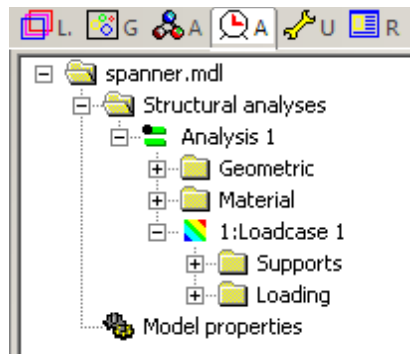 L. G A A U R
spanner.mdl
Structural analyses
Analysis 1
Geometric
Material
1:Loadcase 1
Supports
Loading
Model properties